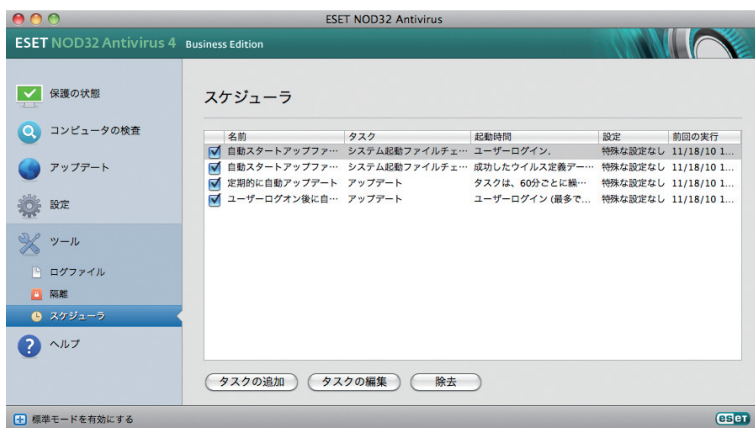 ESET NOD32 Antivirus
ESET NOD32 Antivirus 4 Business Edition
保護の状態
コンピュータの検査
アップデート
設定
ツール
ログファイル
隔離
スケジューラ
ヘルプ
スケジューラ
名前 タスク 起動時間 設定 前回の実行
自動スタートアップファ… システム起動ファイルチェ… ユーザーログイン. 特殊な設定なし 11/18/10 1...
自動スタートアップファ… システム起動ファイルチェ… 成功したウイルス定義デー… 特殊な設定なし 11/18/10 1...
定期的に自動アップデート アップデート タスクは、60分ごとに繰… 特殊な設定なし 11/18/10 1...
ユーザーログオン後に自… アップデート ユーザーログイン (最多で... 特殊な設定なし 11/18/10 1...
タスクの追加 タスクの編集 除去
標準モードを有効にする
eseT